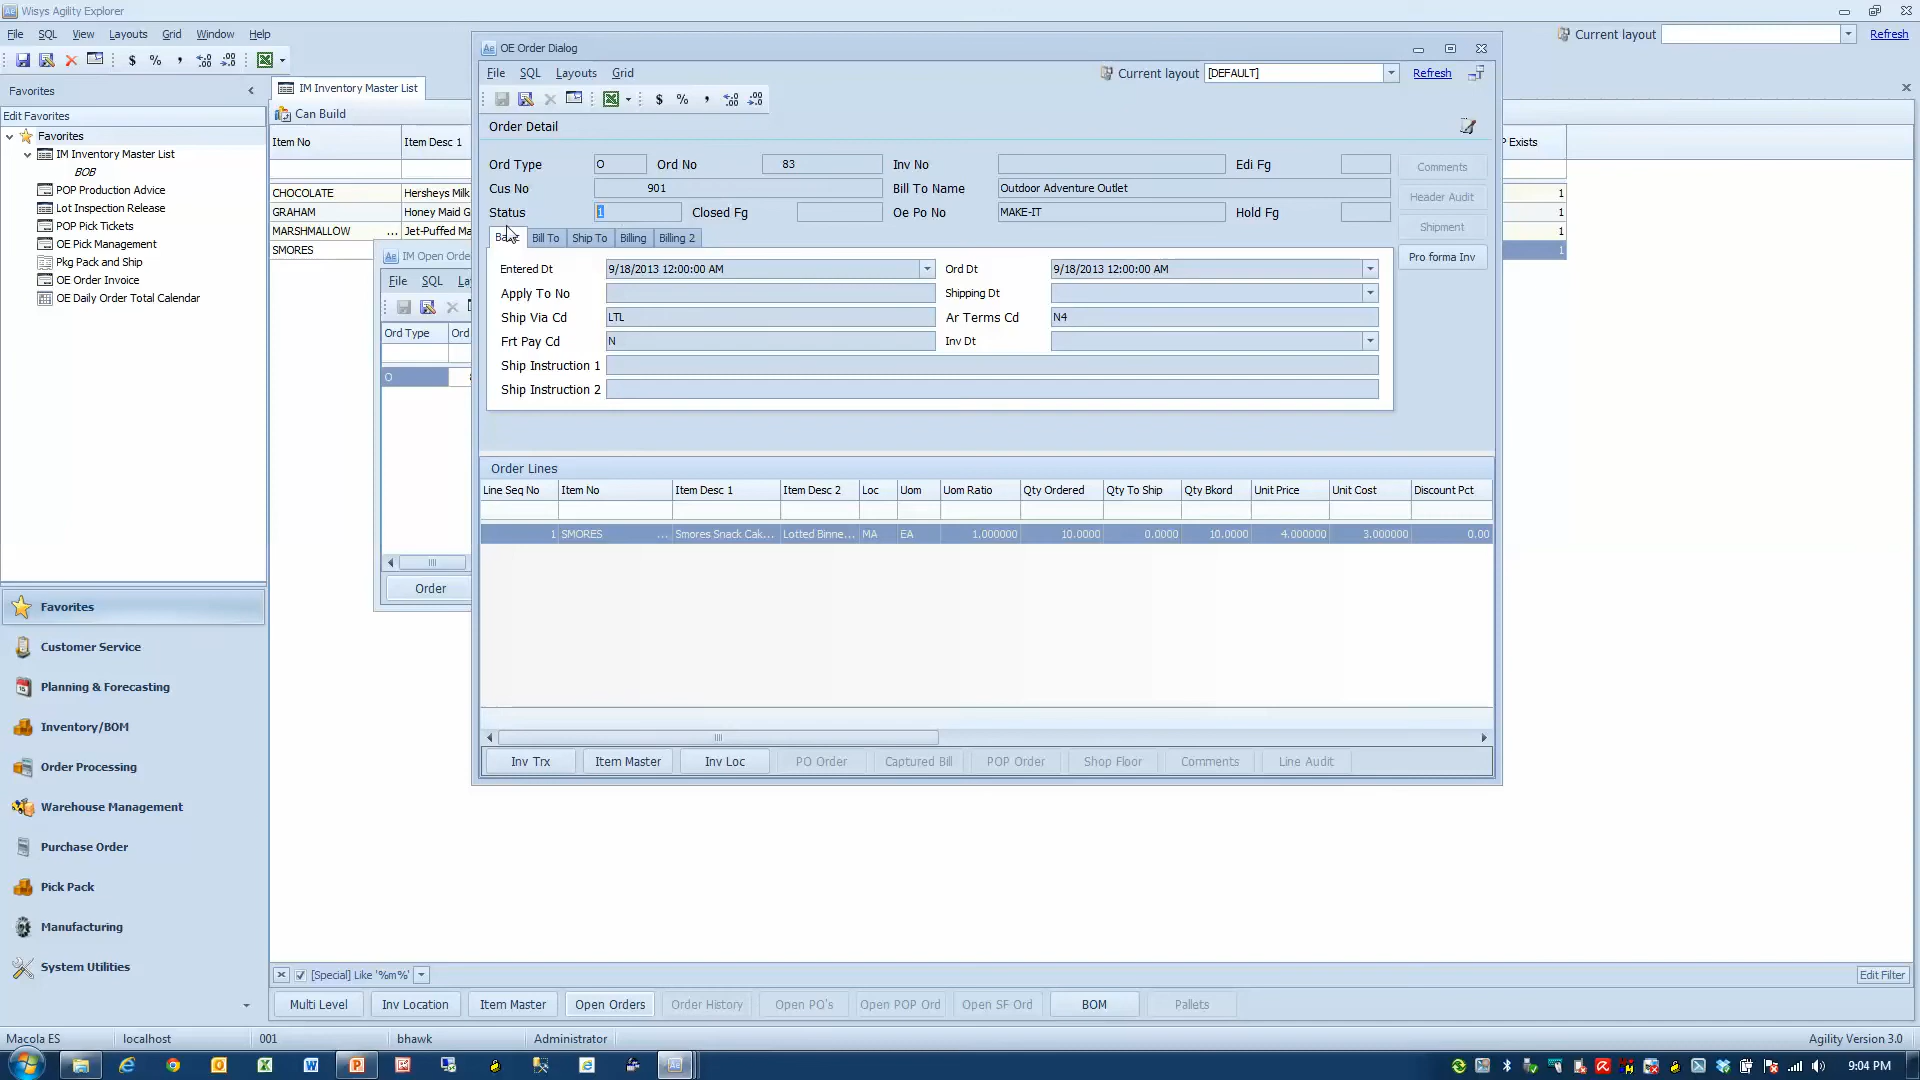 Wisys Agility Explorer
File SQL View Layouts Grid Window Help
Current layout Refresh
$ % ,
Favorites
Edit Favorites
Favorites
IM Inventory Master List
BOB
POP Production Advice
Lot Inspection Release
POP Pick Tickets
OE Pick Management
Pkg Pack and Ship
OE Order Invoice
OE Daily Order Total Calendar
Favorites
Customer Service
Planning & Forecasting
Inventory/BOM
Order Processing
Warehouse Management
Purchase Order
Pick Pack
Manufacturing
System Utilities
IM Inventory Master List
Can Build
Item No Item Desc 1
CHOCOLATE Hersheys Milk
GRAHAM Honey Maid G
MARSHMALLOW ... Jet-Puffed Ma
SMORES
P Exists
1
1
1
1
IM Open Orde
File SQL La
Ord Type Ord
O
Order
OE Order Dialog
File SQL Layouts Grid
Current layout [DEFAULT] Refresh
$ % ,
Order Detail
Ord Type O Ord No 83 Inv No Edi Fg
Cus No 901 Bill To Name Outdoor Adventure Outlet
Status 1 Closed Fg Oe Po No MAKE-IT Hold Fg
Comments
Header Audit
Shipment
Pro forma Inv
Bill To Ship To Billing Billing 2
Entered Dt 9/18/2013 12:00:00 AM Ord Dt 9/18/2013 12:00:00 AM
Apply To No Shipping Dt
Ship Via Cd LTL Ar Terms Cd N4
Frt Pay Cd N Inv Dt
Ship Instruction 1
Ship Instruction 2
Order Lines
Line Seq No Item No Item Desc 1 Item Desc 2 Loc Uom Uom Ratio Qty Ordered Qty To Ship Qty Bkord Unit Price Unit Cost Discount Pct
1 SMORES ... Smores Snack Cak... Lotted Binne... MA EA 1.000000 10.0000 0.0000 10.0000 4.000000 3.000000 0.00
Inv Trx Item Master Inv Loc PO Order Captured Bill POP Order Shop Floor Comments Line Audit
[Special] Like '%m%' Edit Filter
Multi Level Inv Location Item Master Open Orders Order History Open PO's Open POP Ord Open SF Ord BOM Pallets
Macola ES localhost 001 bhawk Administrator Agility Version 3.0
9:04 PM